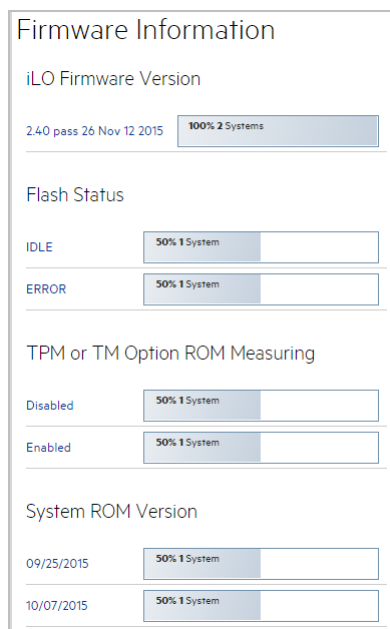 Firmware Information
iLO Firmware Version
2.40 pass 26 Nov 12 2015 100% 2 Systems
Flash Status
IDLE 50% 1 System
ERROR 50% 1 System
TPM or TM Option ROM Measuring
Disabled 50% 1 System
Enabled 50% 1 System
System ROM Version
09/25/2015 50% 1 System
10/07/2015 50% 1 System